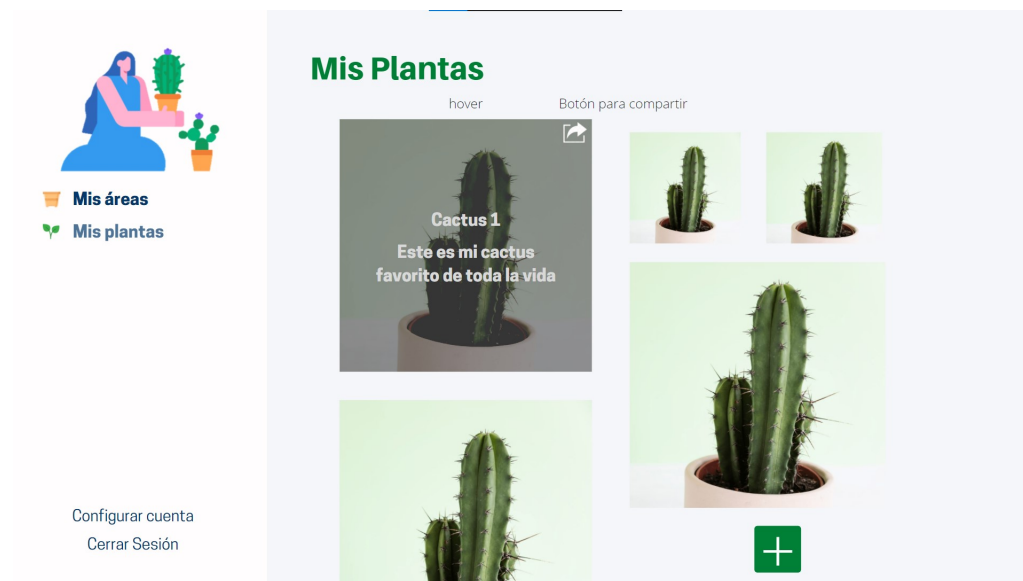 Mis áreas
Mis plantas
Configurar cuenta
Cerrar Sesión
Mis Plantas
hover
Botón para compartir
Cactus 1
Este es mi cactus
favorito de toda la vida